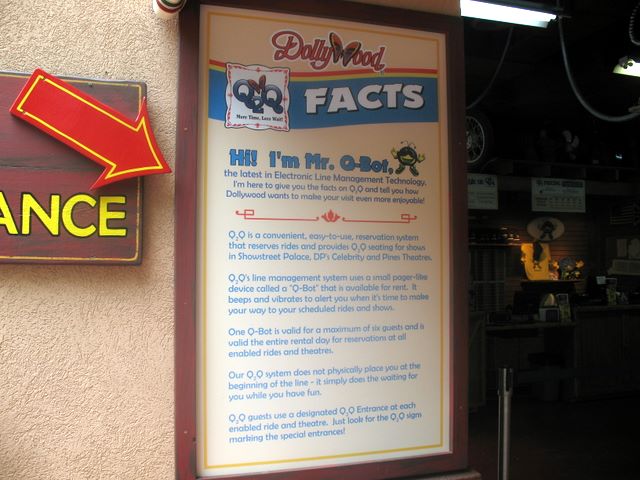 DollyWood
Q2Q
More Time, Less Wait!
FACTS
ANCE
Hi! I'm Mr. Q-Bot,
the latest in Electronic Line Management Technology.
I'm here to give you the facts on Q2Q and tell you how
Dollywood wants to make your visit even more enjoyable!
Q2Q is a convenient, easy-to-use, reservation system
that reserves rides and provides Q2Q seating for shows
in Showstreet Palace, DP's Celebrity and Pines Theatres.
Q2Q's line management system uses a small pager-like
device called a "Q-Bot" that is available for rent. It
beeps and vibrates to alert you when it's time to make
your way to your scheduled rides and shows.
One Q-Bot is valid for a maximum of six guests and is
valid the entire rental day for reservations at all
enabled rides and theatres.
Our Q2Q system does not physically place you at the
beginning of the line - it simply does the waiting for
you while you have fun.
Q2Q guests use a designated Q2Q Entrance at each
enabled ride and theatre. Just look for the Q2Q sign
marking the special entrances!